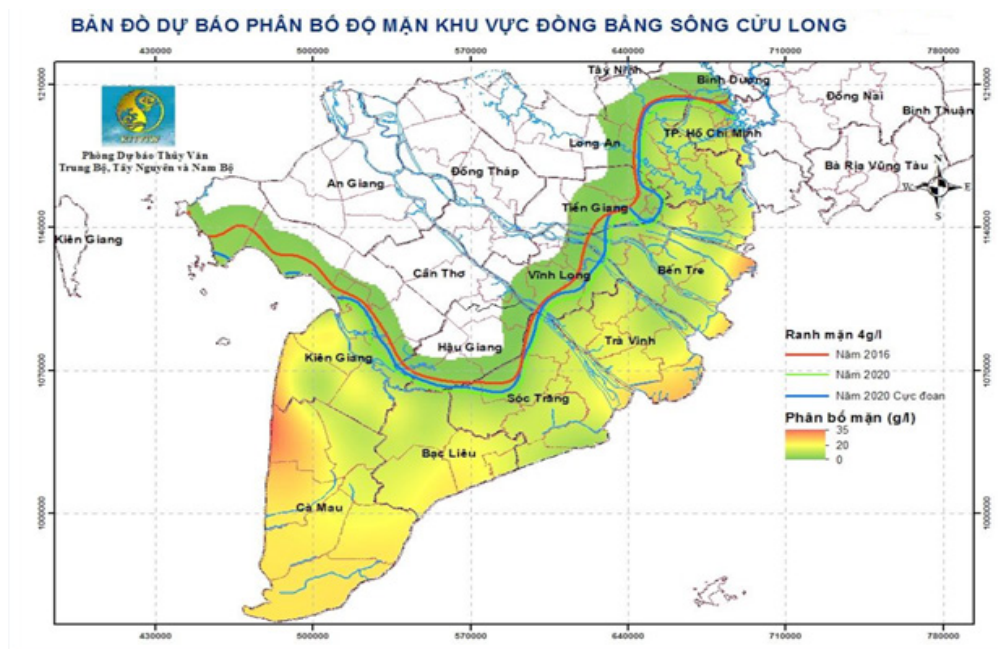 BẢN ĐỒ DỰ BÁO PHÂN BỐ ĐỘ MẶN KHU VỰC ĐỒNG BẰNG SÔNG CỬU LONG
430000 500000 570000 640000 710000 780000
1210000 1210000
Tây Ninh
Bình Dương
Đồng Nai
Bình Thuận
Phòng Dự báo Thủy Văn
Trung Bộ, Tây Nguyên và Nam Bộ
TP. Hồ Chí Minh
Long An
Bà Rịa Vũng Tàu
N
W E
S
An Giang
Đồng Tháp
Tiền Giang
1140000 1140000
Kiên Giang
Cần Thơ
Vĩnh Long
Bến Tre
Trà Vinh
Hậu Giang
Kiên Giang
1070000 1070000
Sóc Trăng
Bạc Liêu
Cà Mau
1000000 1000000
Ranh mặn 4g/l
Năm 2016
Năm 2020
Năm 2020 Cực đoan
Phân bố mặn (g/l)
35
20
0
430000 500000 570000 640000 710000 780000